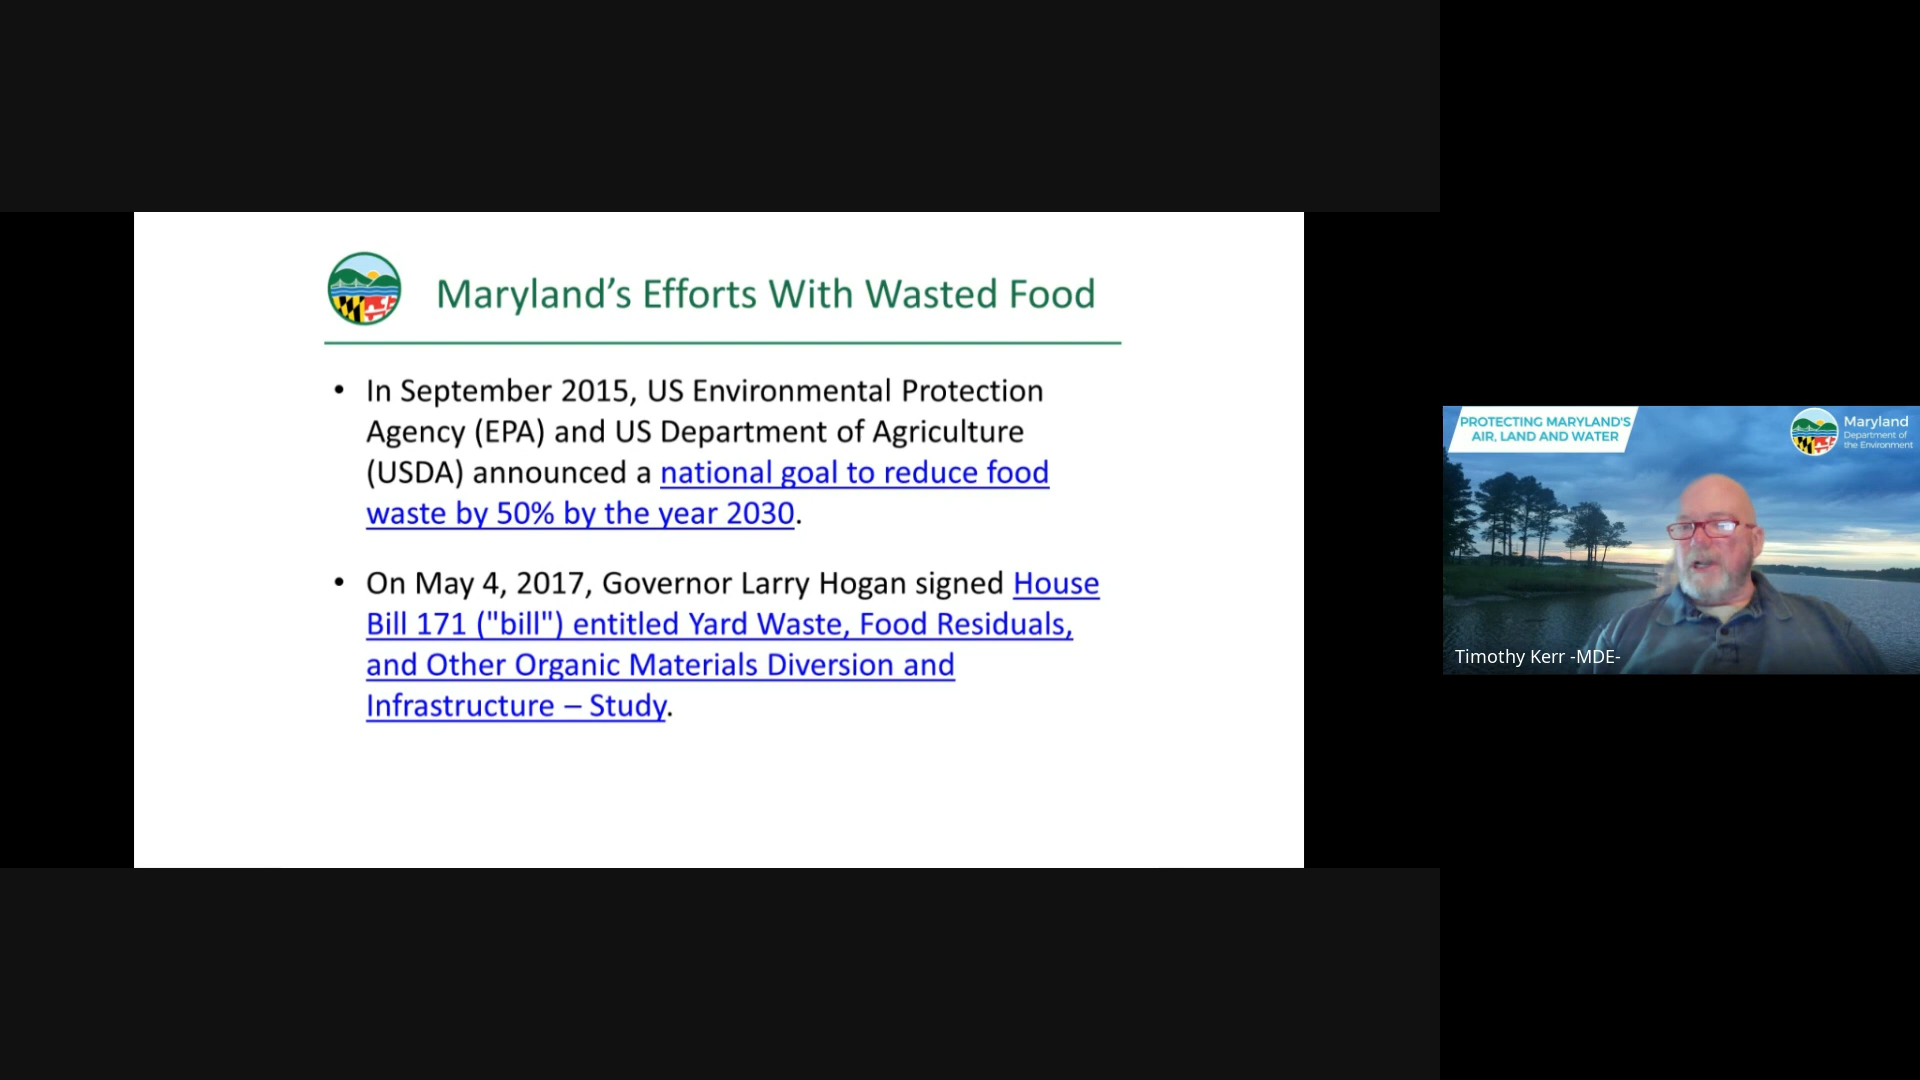 Maryland’s Efforts With Wasted Food
• In September 2015, US Environmental Protection
Agency (EPA) and US Department of Agriculture
(USDA) announced a national goal to reduce food
waste by 50% by the year 2030.
• On May 4, 2017, Governor Larry Hogan signed House
Bill 171 ("bill") entitled Yard Waste, Food Residuals,
and Other Organic Materials Diversion and
Infrastructure – Study.
PROTECTING MARYLAND'S
AIR, LAND AND WATER
Maryland
Department of
the Environment
Timothy Kerr -MDE-